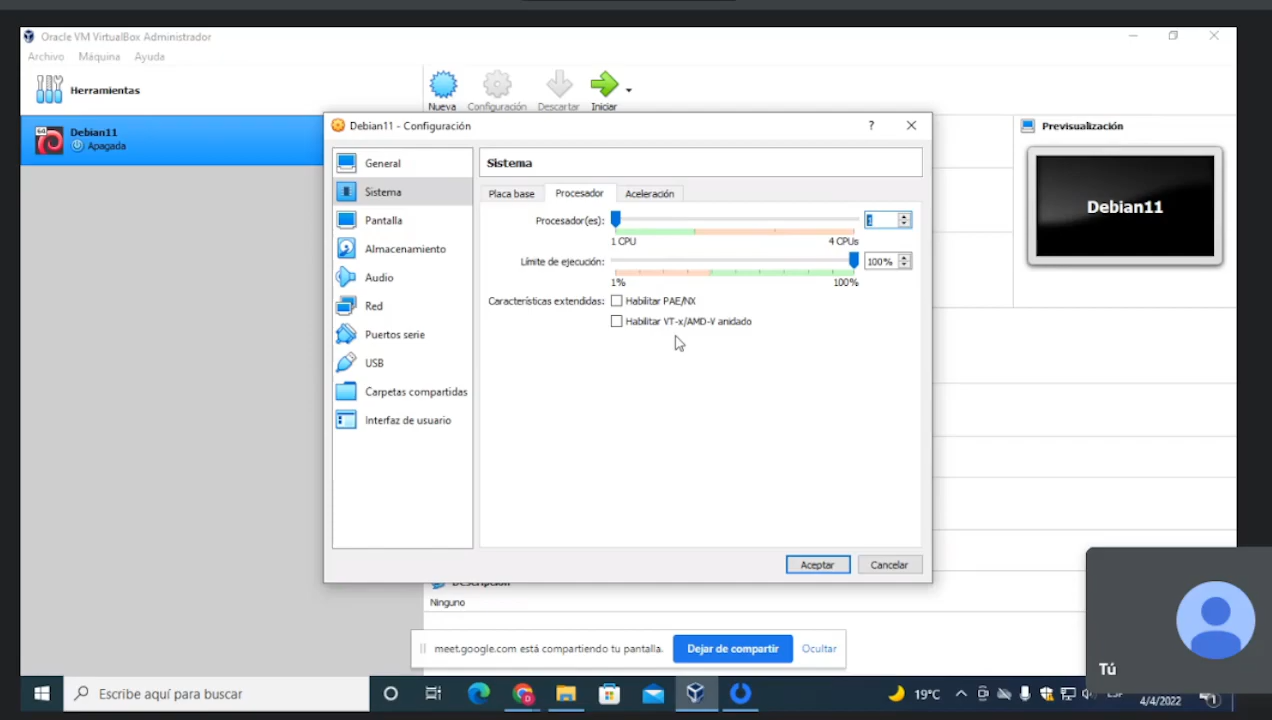 Oracle VM VirtualBox Administrador
Archivo Máquina Ayuda
Herramientas
Nueva Configuración Descartar Iniciar
64
Debian11
Apagada
Previsualización
Debian11
Debian11 - Configuración
?
General
Sistema
Pantalla
Almacenamiento
Audio
Red
Puertos serie
USB
Carpetas compartidas
Interfaz de usuario
Sistema
Placa base Procesador Aceleración
Procesador(es): 1
1 CPU 4 CPUs
Límite de ejecución: 100%
1% 100%
Características extendidas: Habilitar PAE/NX
Habilitar VT-x/AMD-V anidado
Aceptar Cancelar
Descripción
Ninguno
meet.google.com está compartiendo tu pantalla. Dejar de compartir Ocultar
Tú
Escribe aquí para buscar
19°C
4/4/2022
1